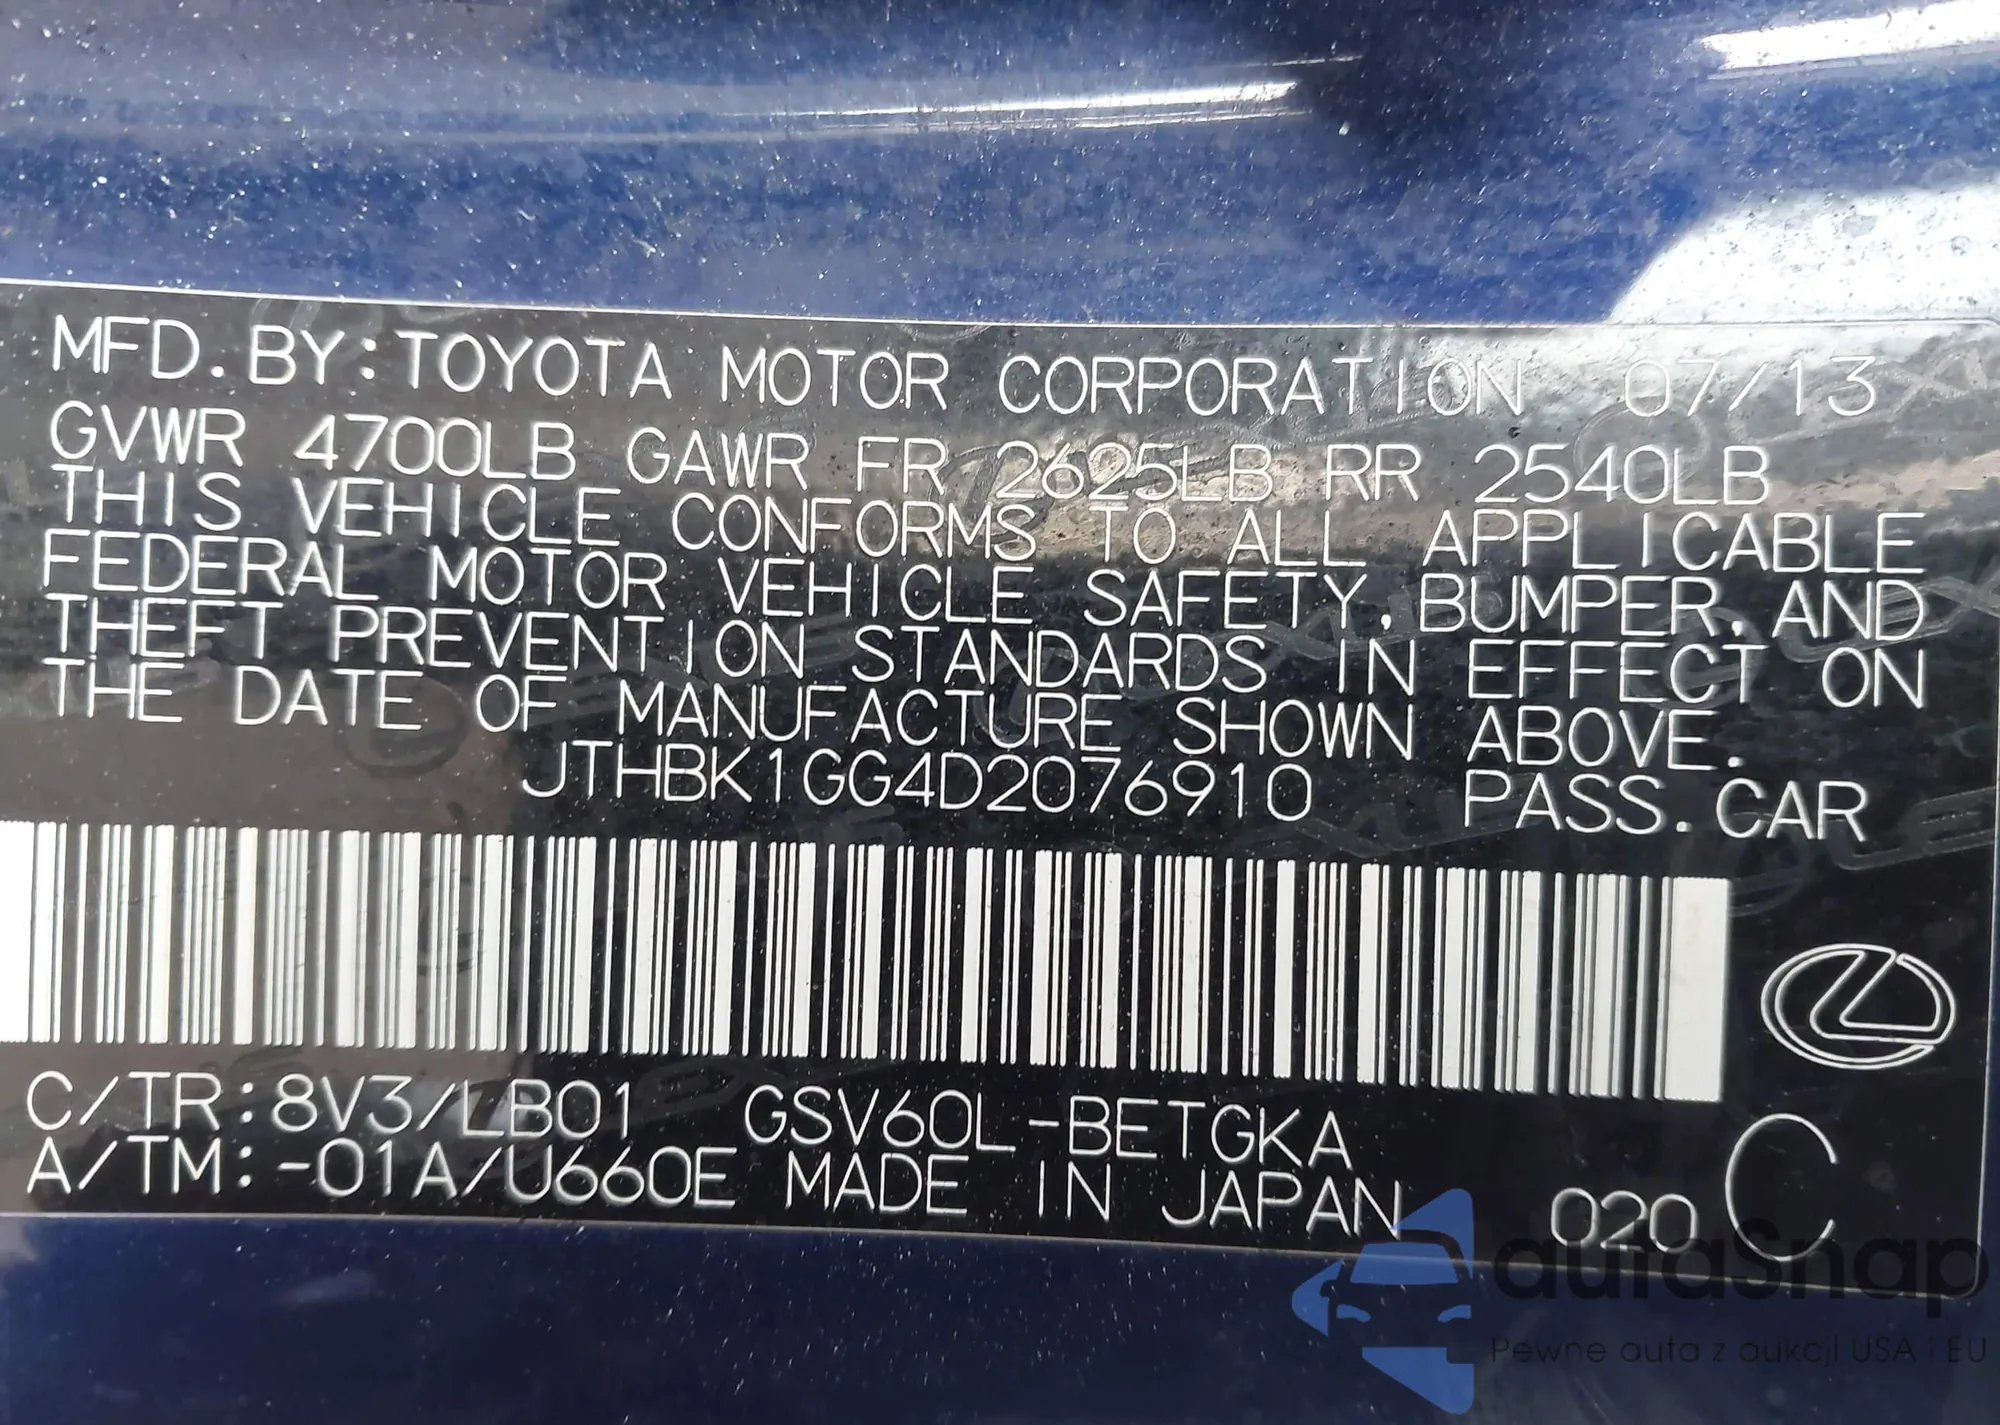 MFD. BY:TOYOTA MOTOR CORPORATION 07/13
GVWR 4700LB GAWR FR 2625LB RR 2540LB
THIS VEHICLE CONFORMS TO ALL APPLICABLE
FEDERAL MOTOR VEHICLE SAFETY, BUMPER, AND
THEFT PREVENTION STANDARDS IN EFFECT ON
THE DATE OF MANUFACTURE SHOWN ABOVE.
JTHBK1GG4D2076910 PASS. CAR
C/TR:8V3/LB01 GSV60L-BETGKA
A/TM:-01A/U660E MADE IN JAPAN 020 C
autaSnap
Pewne auta z aukcji USA i EU